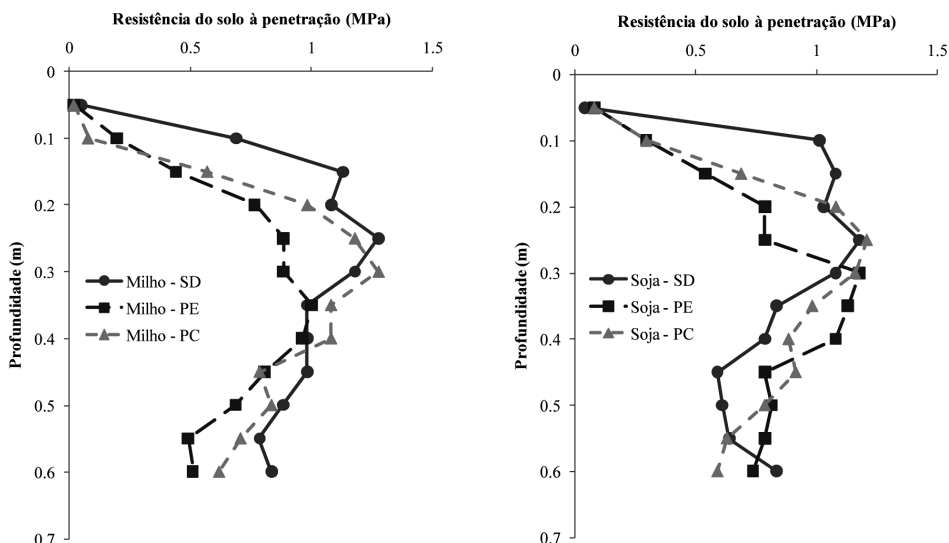 Resistência do solo à penetração (MPa)
0 0.5 1 1.5
0
0.1
0.2
0.3
0.4
0.5
0.6
0.7
Profundidade (m)
Milho - SD
Milho - PE
Milho - PC
Resistência do solo à penetração (MPa)
0 0.5 1 1.5
0
0.1
0.2
0.3
0.4
0.5
0.6
0.7
Profundidade (m)
Soja - SD
Soja - PE
Soja - PC